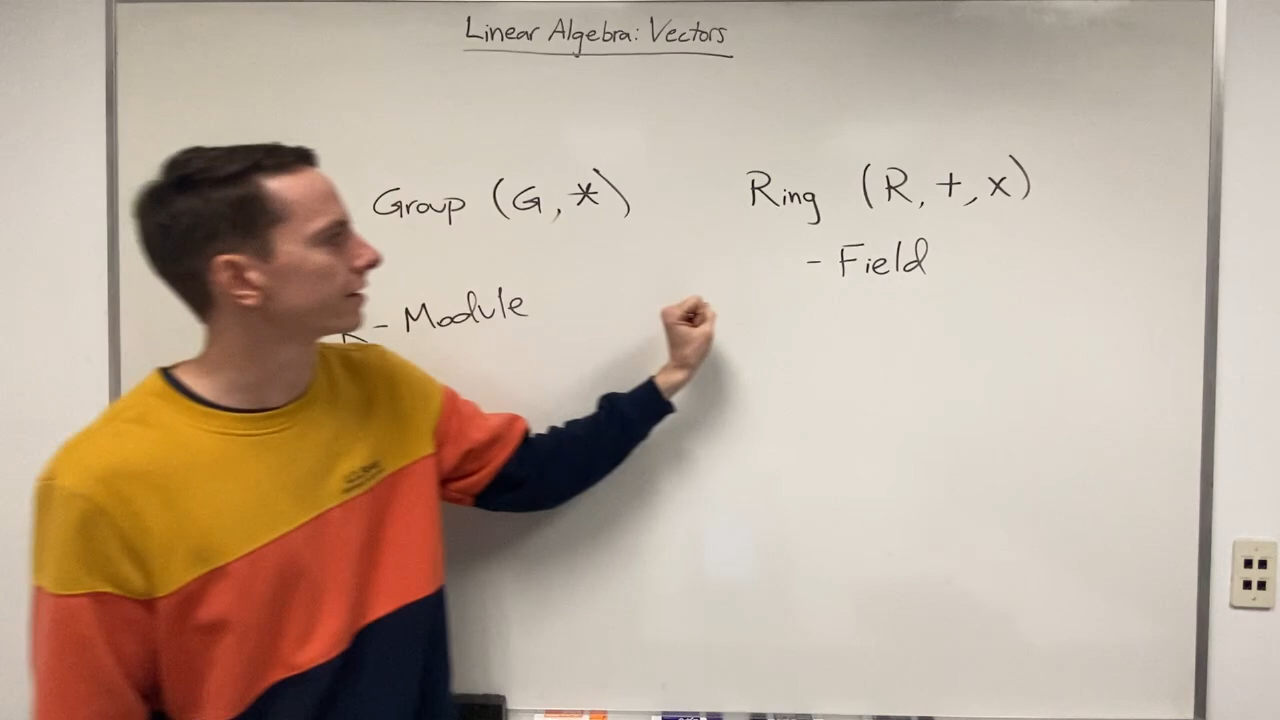 Linear Algebra: Vectors
Group (G, *)
Ring (R, +, x)
- Field
- Module